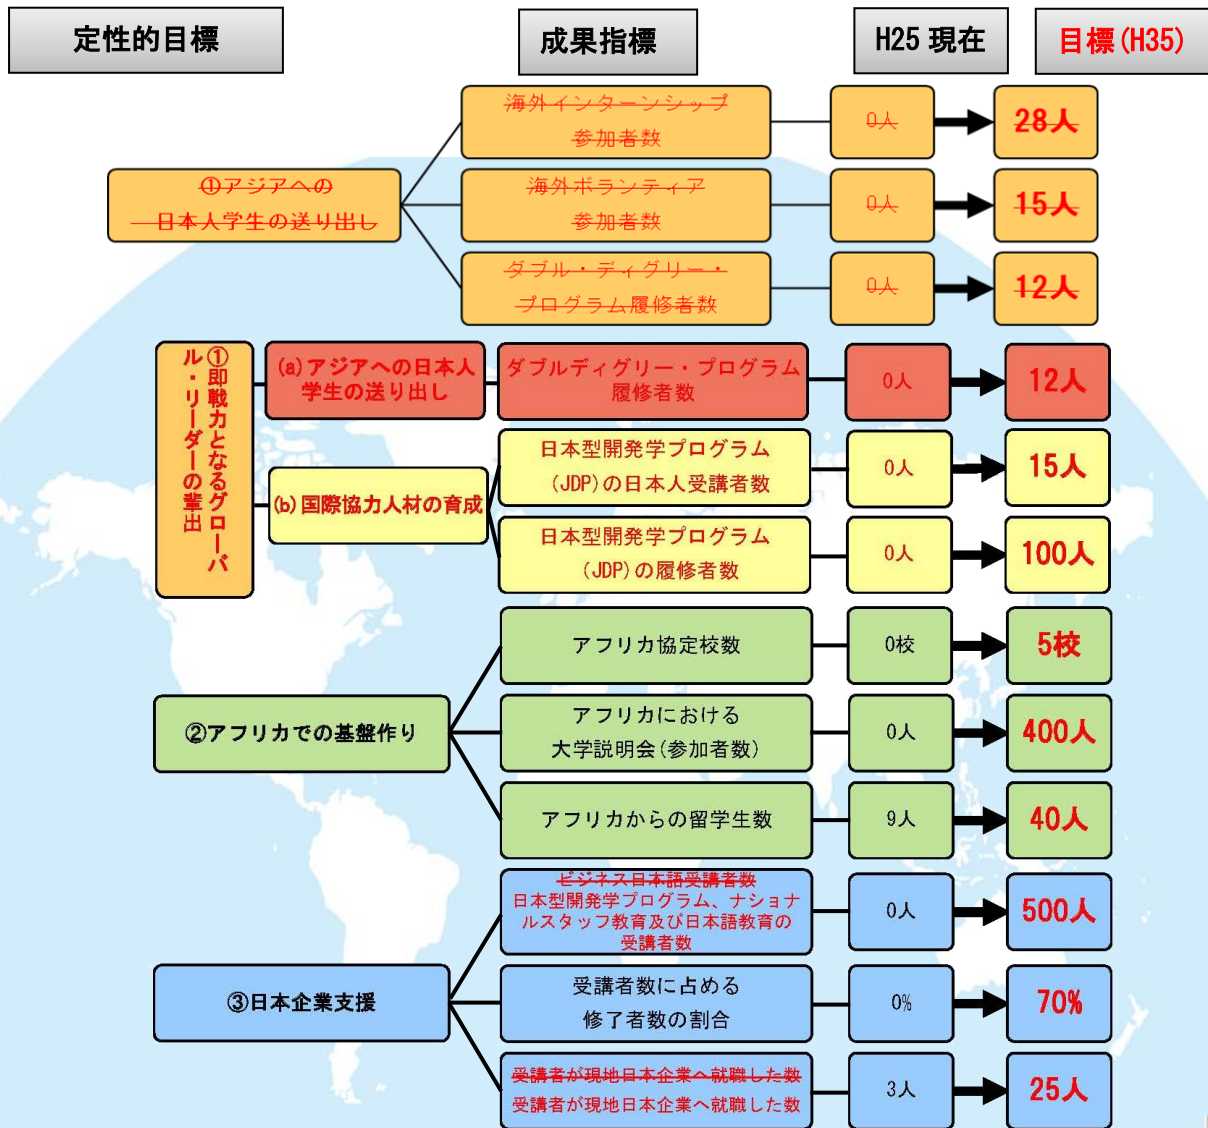 定性的目標
成果指標
H25 現在
目標(H35)
①アジアへの
日本人学生の送り出し
海外インターンシップ
参加者数
0人
28人
海外ボランティア
参加者数
0人
15人
ダブル・ディグリー・
プログラム履修者数
0人
12人
①即戦力となるグローバ
ル・リーダーの輩出
(a)アジアへの日本人
学生の送り出し
ダブルディグリー・プログラム
履修者数
0人
12人
(b)国際協力人材の育成
日本型開発学プログラム
(JDP)の日本人受講者数
0人
15人
日本型開発学プログラム
(JDP)の履修者数
0人
100人
②アフリカでの基盤作り
アフリカ協定校数
0校
5校
アフリカにおける
大学説明会(参加者数)
0人
400人
アフリカからの留学生数
9人
40人
③日本企業支援
ビジネス日本語受講者数
日本型開発学プログラム、ナショナ
ルスタッフ教育及び日本語教育の
受講者数
0人
500人
受講者数に占める
修了者数の割合
0%
70%
受講者が現地日本企業へ就職した数
受講者が現地日本企業へ就職した数
3人
25人